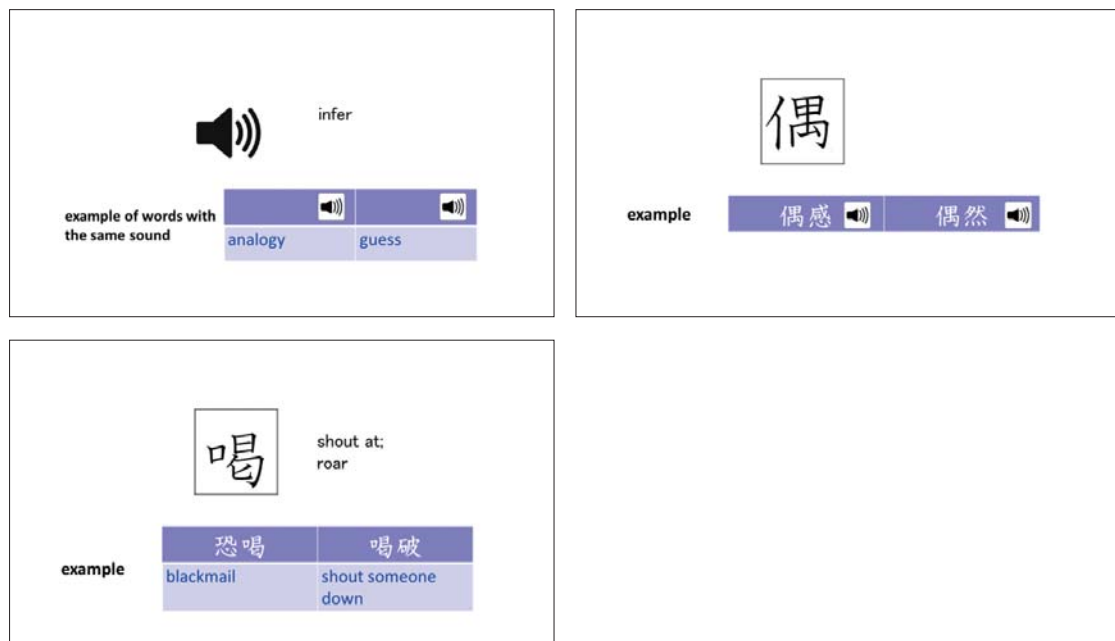 infer
example of words with
the same sound
analogy guess
偶
example
偶感 偶然
喝
shout at;
roar
恐喝 喝破
example
blackmail shout someone
down